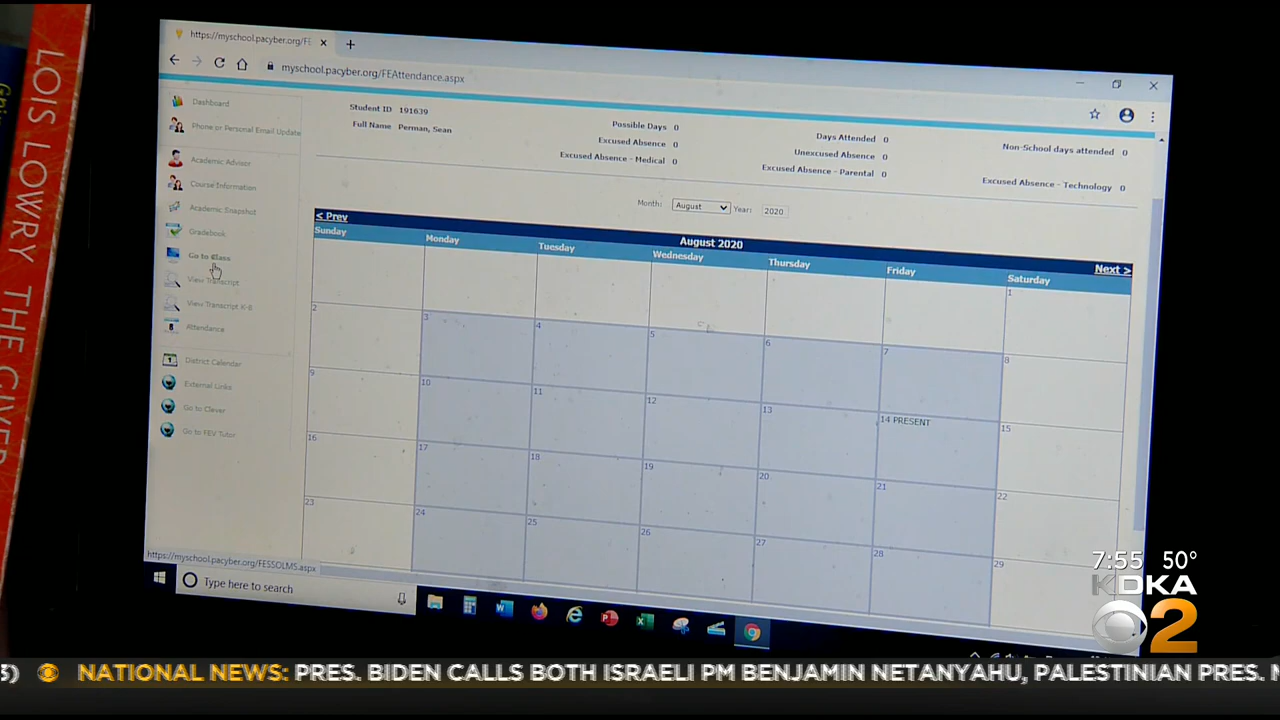 LOIS LOWRY THE GIVER
https://myschool.pacyber.org/FE
myschool.pacyber.org/FEAttendance.aspx
Dashboard
Phone or Personal Email Update
Academic Advisor
Course Information
Academic Snapshot
Gradebook
Go to Class
View Transcript
View Transcript K-8
8
Attendance
1
District Calendar
External Links
Go to Clever
Go to FEV Tutor
Student ID 191639
Full Name Perman, Sean
Possible Days 0
Excused Absence 0
Excused Absence - Medical 0
Days Attended 0
Unexcused Absence 0
Excused Absence - Parental 0
Non-School days attended 0
Excused Absence - Technology 0
Month: August Year: 2020
< Prev August 2020 Next >
Sunday Monday Tuesday Wednesday Thursday Friday Saturday
1
2 3 4 5 6 7 8
9 10 11 12 13 14 PRESENT 15
16 17 18 19 20 21 22
23 24 25 26 27 28 29
https://myschool.pacyber.org/FESSOLMS.aspx
Type here to search
7:55 50°
KDKA
2
5) NATIONAL NEWS: PRES. BIDEN CALLS BOTH ISRAELI PM BENJAMIN NETANYAHU, PALESTINIAN PRES.